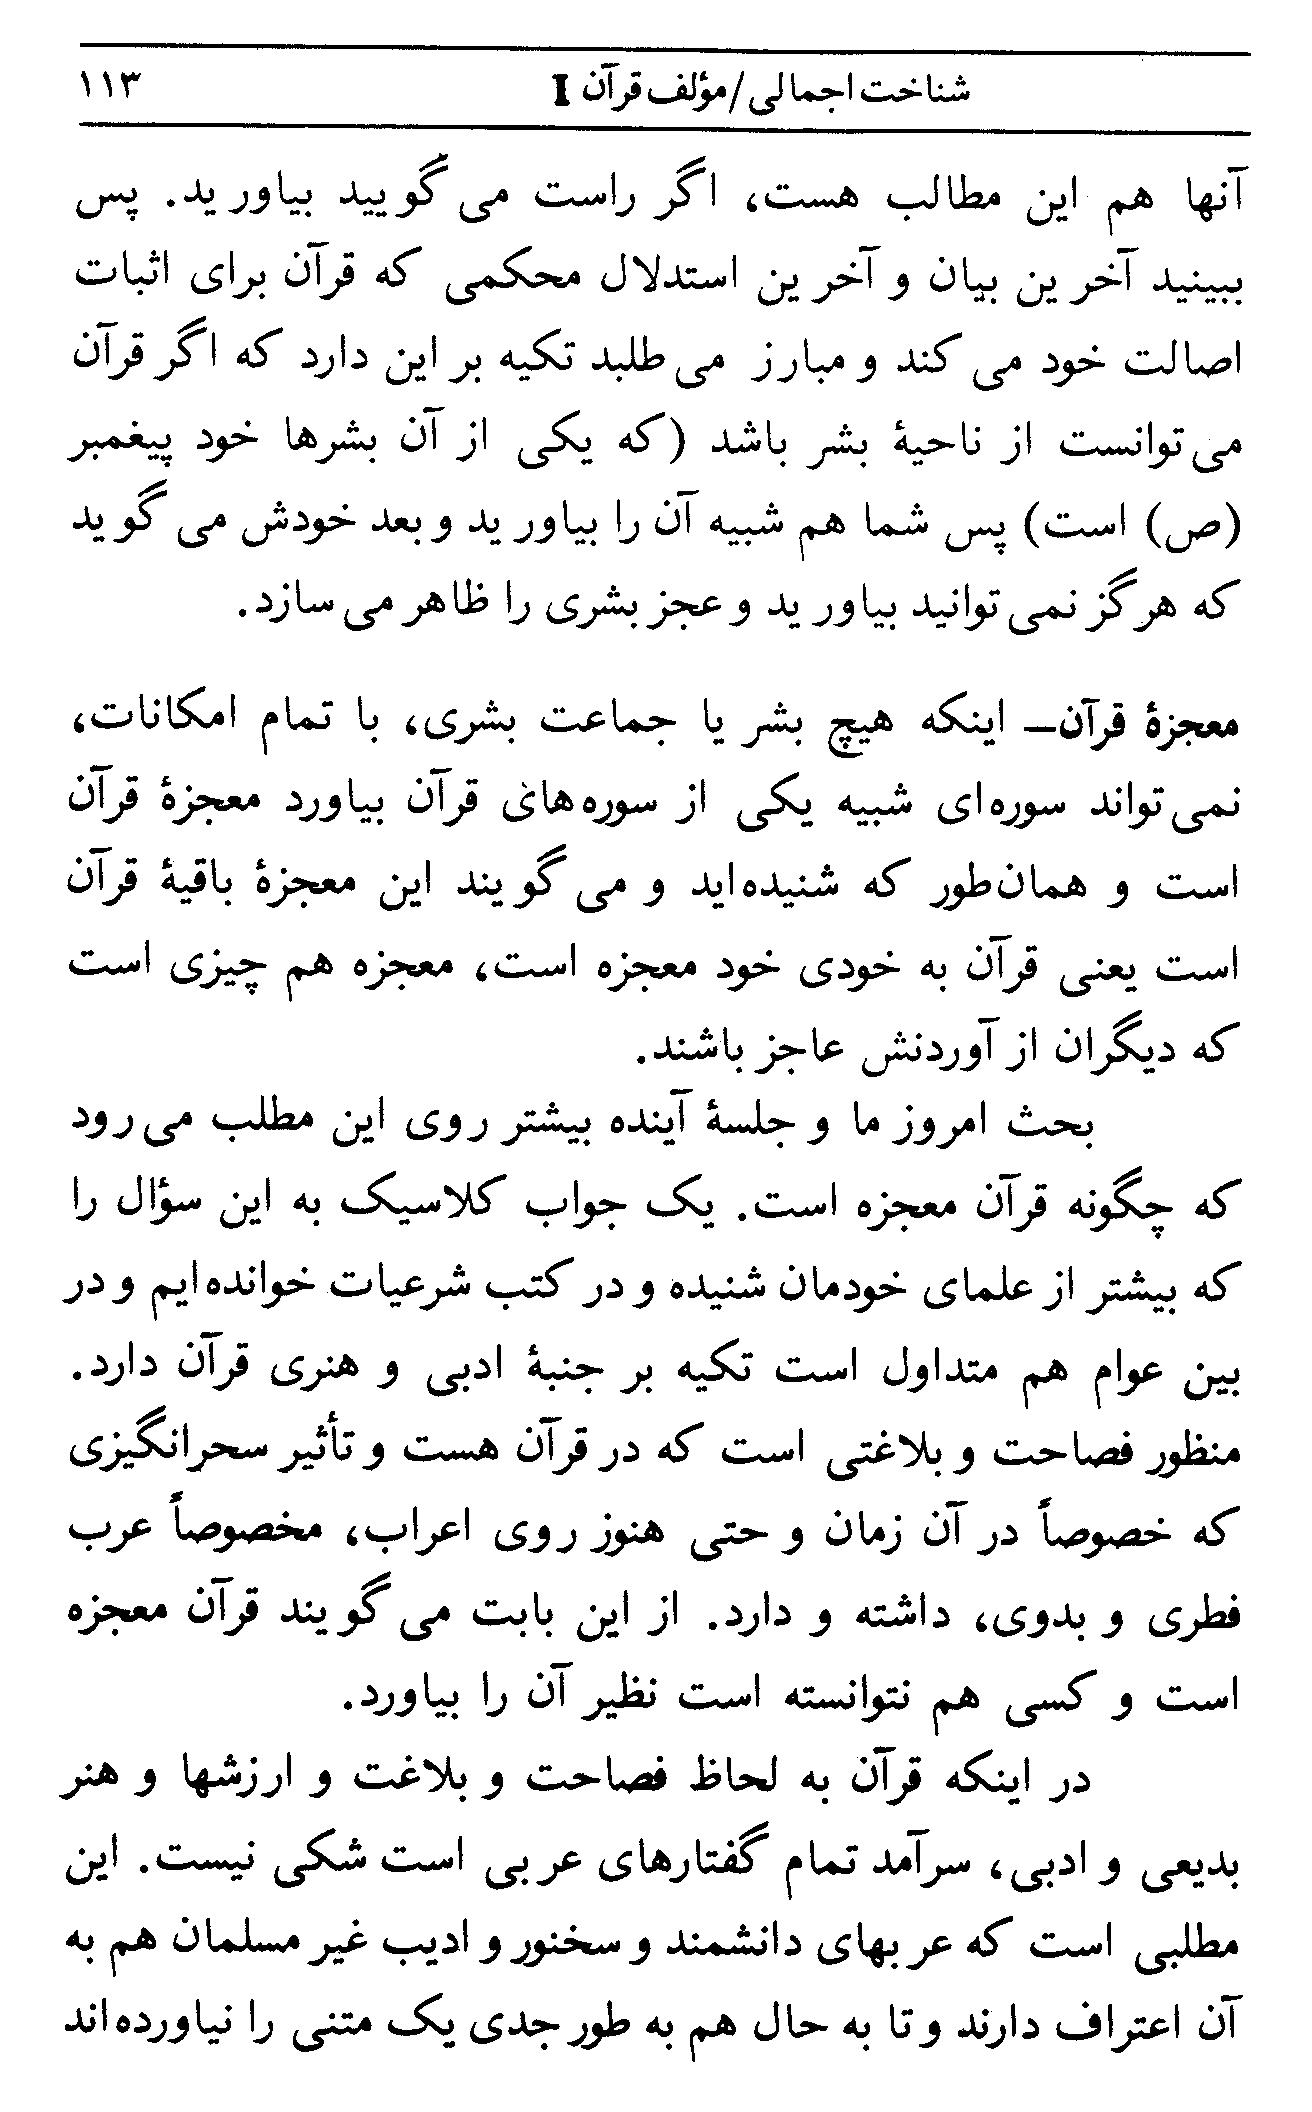 شناخت اجمالی/مؤلف قرآن I ۱۱۳
آنها هم این مطالب هست، اگر راست می گویید بیاورید. پس
ببینید آخرین بیان و آخرین استدلال محکمی که قرآن برای اثبات
اصالت خود می کند و مبارز می طلبد تکیه بر این دارد که اگر قرآن
می توانست از ناحیۀ بشر باشد (که یکی از آن بشرها خود پیغمبر
(ص) است) پس شما هم شبیه آن را بیاورید و بعد خودش می گوید
که هرگز نمی توانید بیاورید و عجز بشری را ظاهر می سازد.
معجزۀ قرآن– اینکه هیچ بشر یا جماعت بشری، با تمام امکانات،
نمی تواند سوره ای شبیه یکی از سوره های قرآن بیاورد معجزۀ قرآن
است و همان طور که شنیده اید و می گویند این معجزۀ باقیۀ قرآن
است یعنی قرآن به خودی خود معجزه است، معجزه هم چیزی است
که دیگران از آوردنش عاجز باشند.
بحث امروز ما و جلسۀ آینده بیشتر روی این مطلب می رود
که چگونه قرآن معجزه است. یک جواب کلاسیک به این سؤال را
که بیشتر از علمای خودمان شنیده و در کتب شرعیات خوانده ایم و در
بین عوام هم متداول است تکیه بر جنبۀ ادبی و هنری قرآن دارد.
منظور فصاحت و بلاغتی است که در قرآن هست و تأثیر سحرانگیزی
که خصوصاً در آن زمان و حتی هنوز روی اعراب، مخصوصاً عرب
فطری و بدوی، داشته و دارد. از این بابت می گویند قرآن معجزه
است و کسی هم نتوانسته است نظیر آن را بیاورد.
در اینکه قرآن به لحاظ فصاحت و بلاغت و ارزشها و هنر
بدیعی و ادبی، سرآمد تمام گفتارهای عربی است شکی نیست. این
مطلبی است که عربهای دانشمند و سخنور و ادیب غیر مسلمان هم به
آن اعتراف دارند و تا به حال هم به طور جدی یک متنی را نیاورده اند